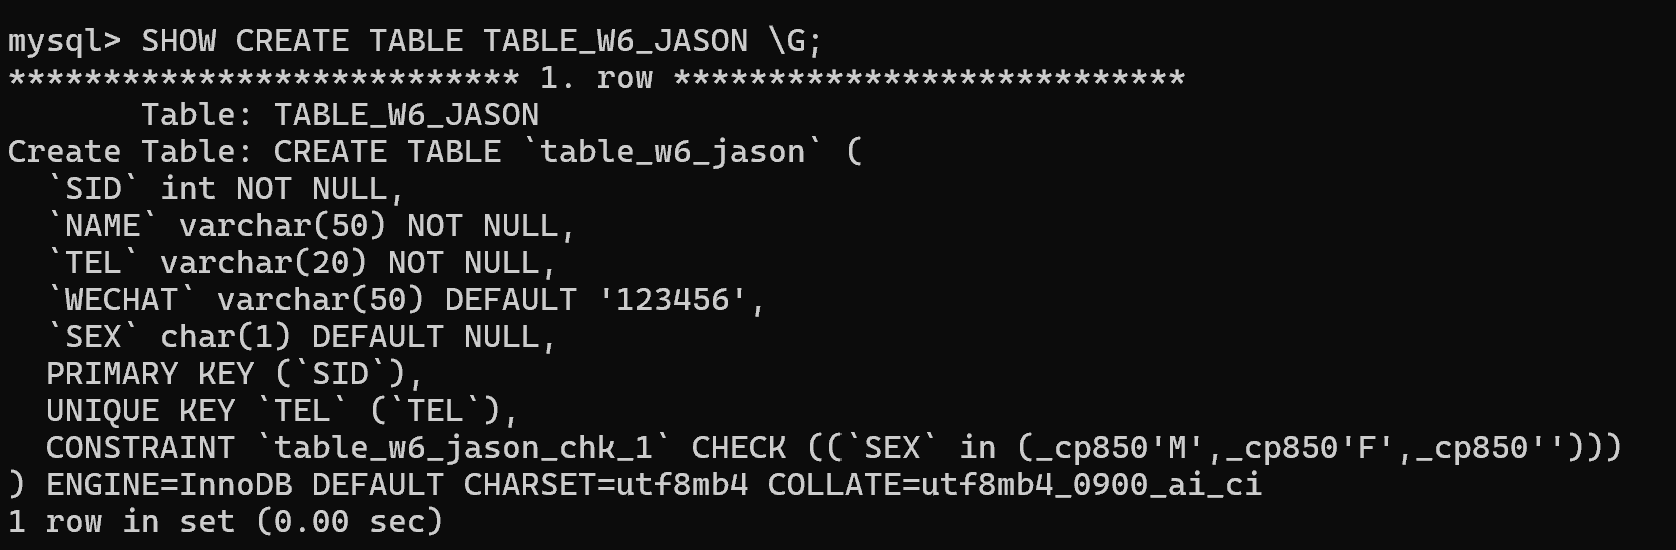 mysql> SHOW CREATE TABLE TABLE_W6_JASON \G;
*************************** 1. row ***************************
       Table: TABLE_W6_JASON
Create Table: CREATE TABLE `table_w6_jason` (
  `SID` int NOT NULL,
  `NAME` varchar(50) NOT NULL,
  `TEL` varchar(20) NOT NULL,
  `WECHAT` varchar(50) DEFAULT '123456',
  `SEX` char(1) DEFAULT NULL,
  PRIMARY KEY (`SID`),
  UNIQUE KEY `TEL` (`TEL`),
  CONSTRAINT `table_w6_jason_chk_1` CHECK ((`SEX` in (_cp850'M',_cp850'F',_cp850'')))
) ENGINE=InnoDB DEFAULT CHARSET=utf8mb4 COLLATE=utf8mb4_0900_ai_ci
1 row in set (0.00 sec)